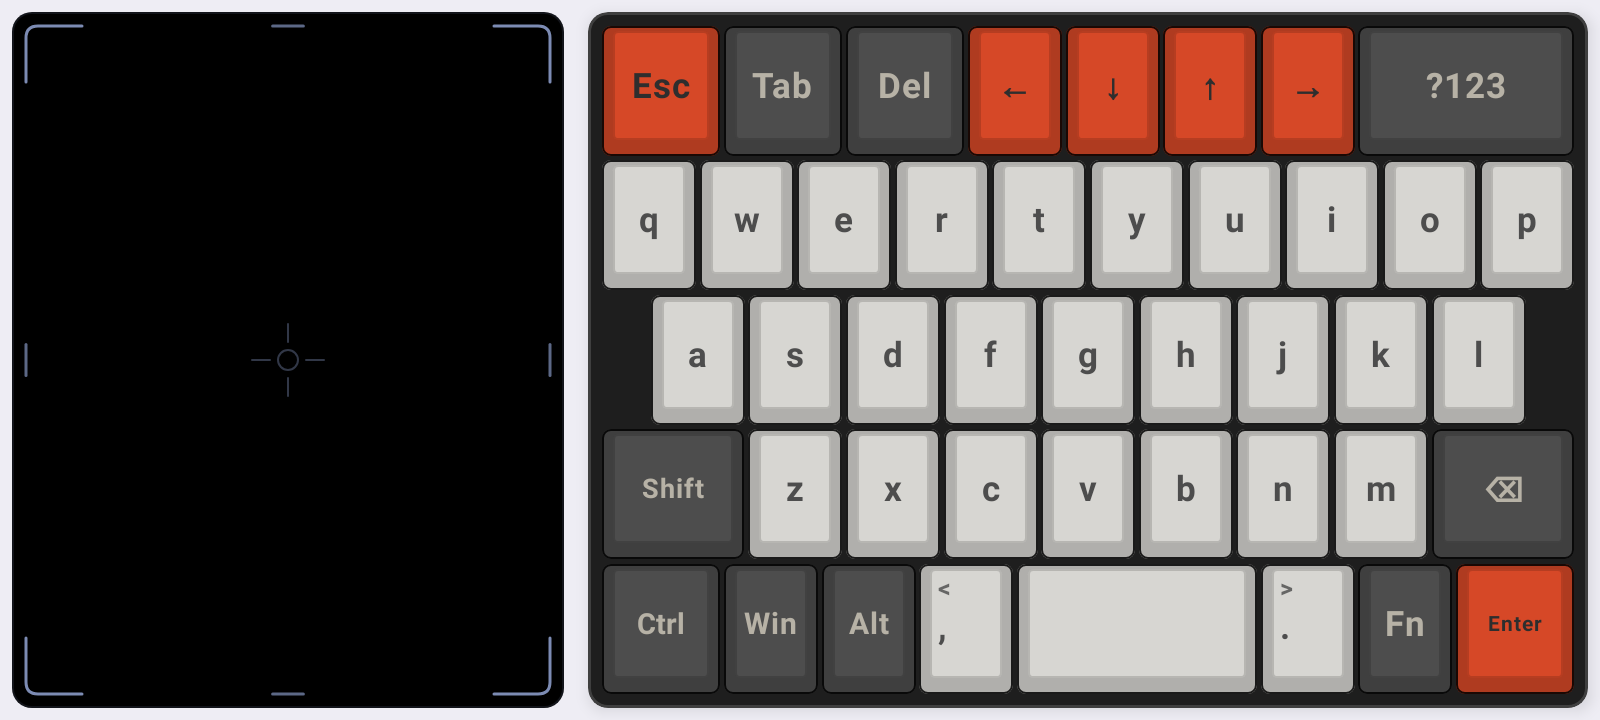 Esc Tab Del ← ↓ ↑ → ?123
q w e r t y u i o p
a s d f g h j k l
Shift z x c v b n m ⌫
Ctrl Win Alt < , > . Fn Enter